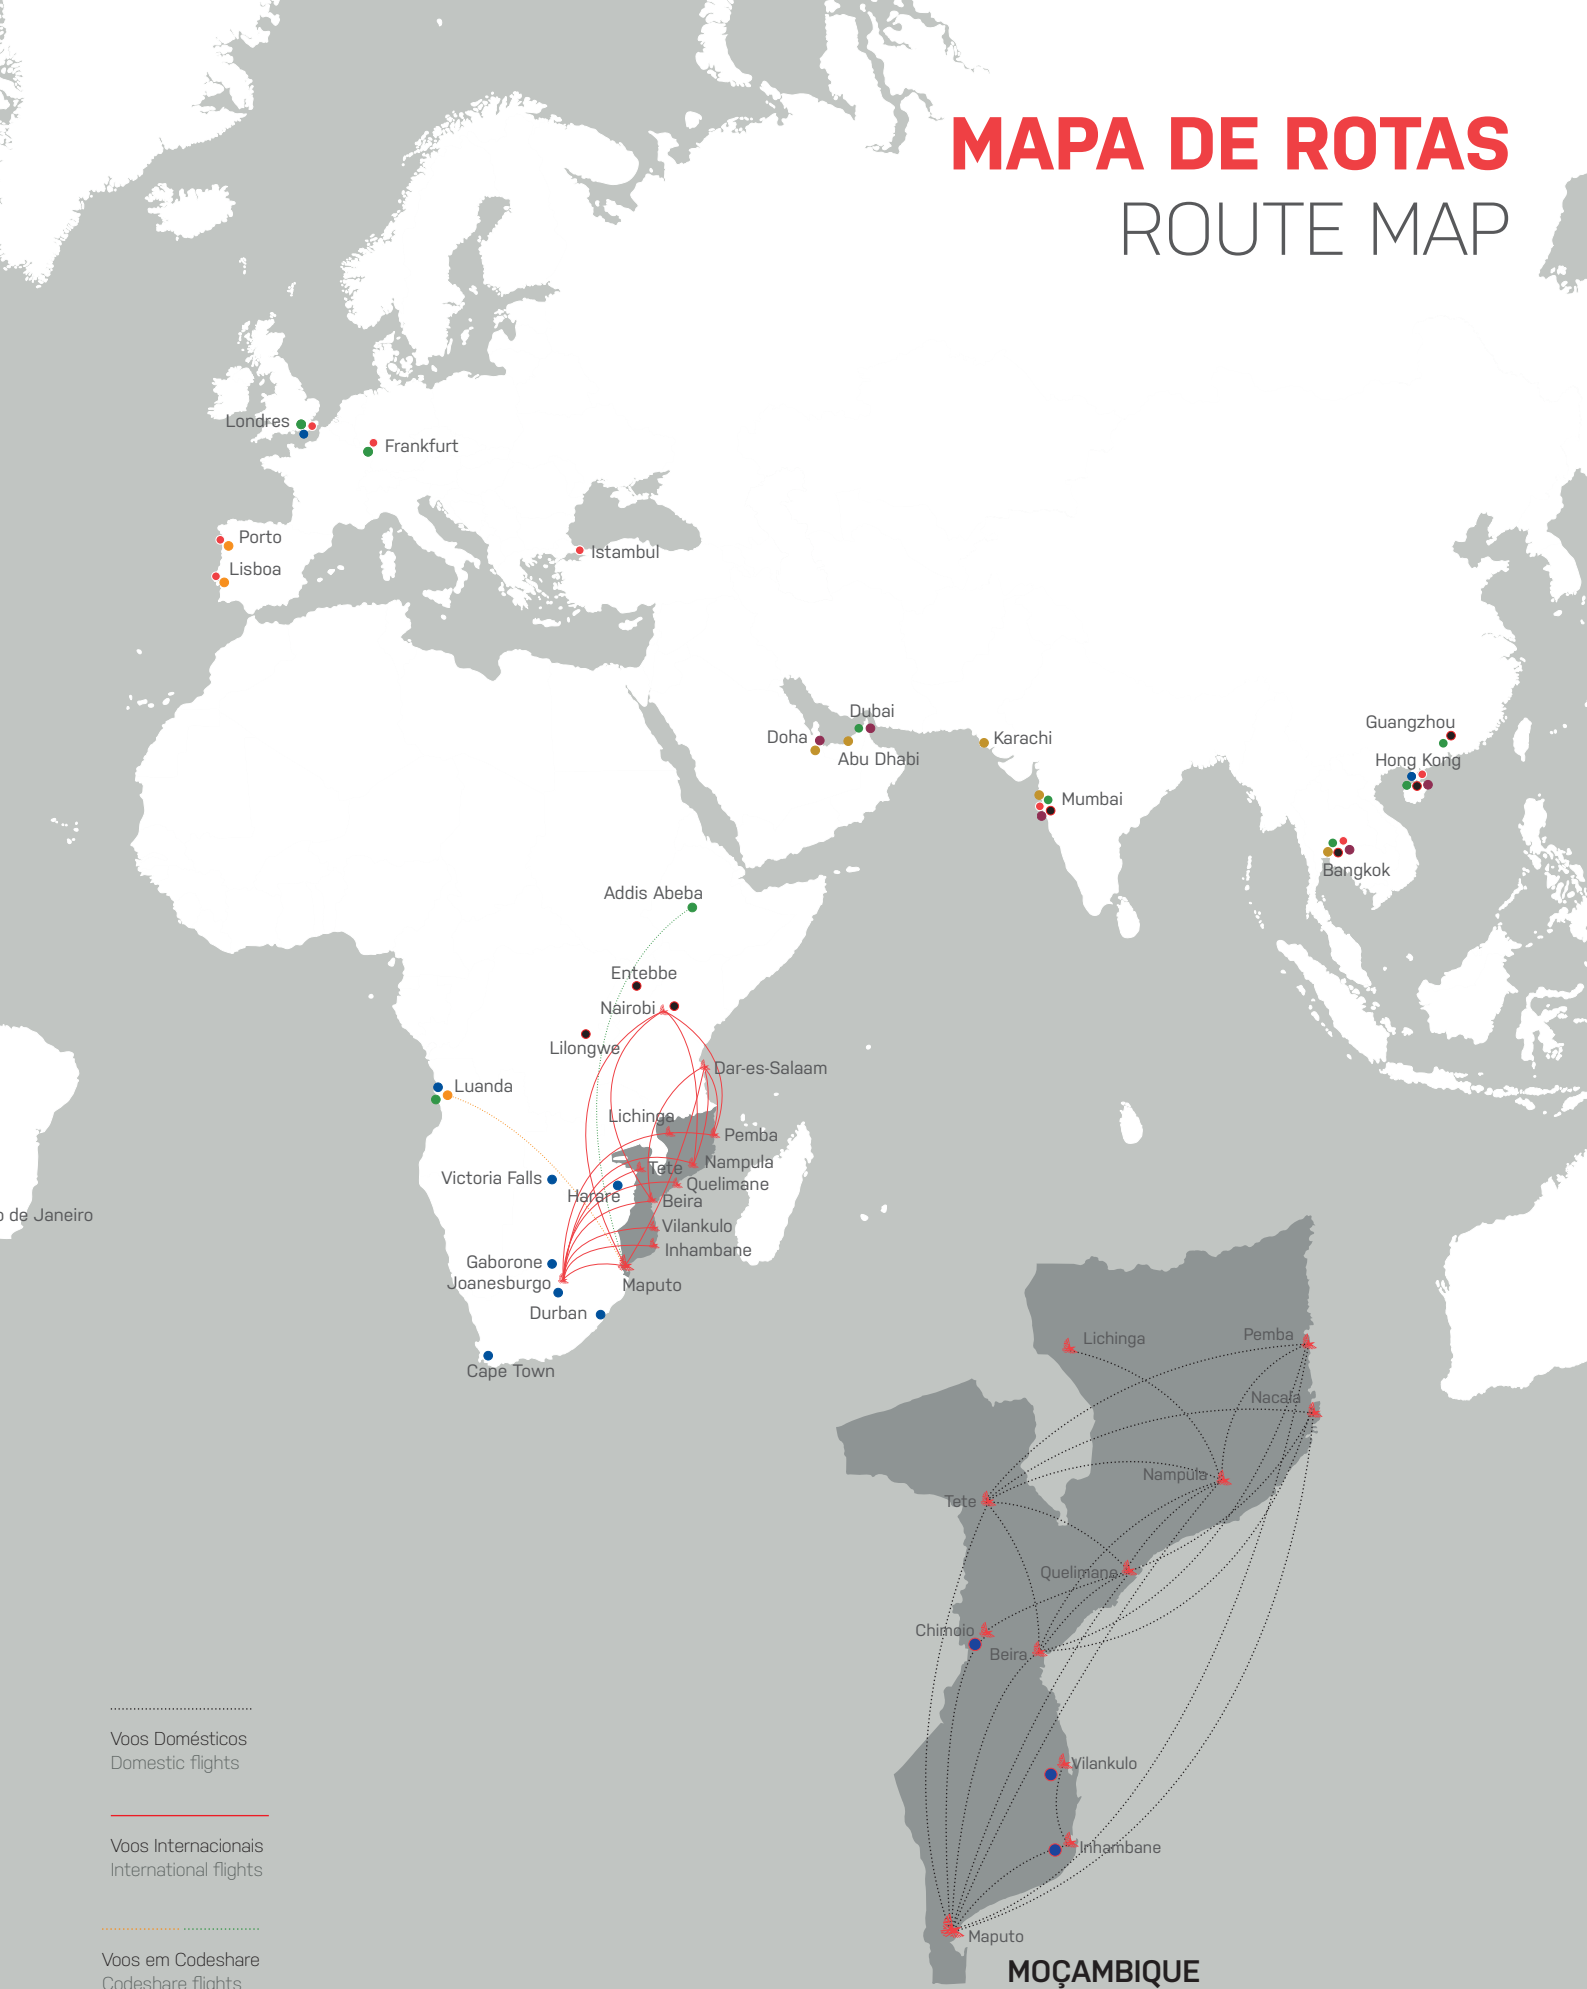 MAPA DE ROTAS
ROUTE MAP
Londres
Frankfurt
Porto
Istambul
Lisboa
Dubai
Guangzhou
Doha
Karachi
Abu Dhabi
Hong Kong
Mumbai
Bangkok
Addis Abeba
Entebbe
Nairobi
Lilongwe
Dar-es-Salaam
Luanda
Lichinga
Pemba
Nampula
Tete
Victoria Falls
Quelimane
Harare
Beira
de Janeiro
Vilankulo
Inhambane
Gaborone
Joanesburgo
Maputo
Durban
Cape Town
Lichinga
Pemba
Nacala
Nampula
Tete
Quelimane
Chimoio
Beira
Vilankulo
Inhambane
Maputo
MOÇAMBIQUE
Voos Domésticos
Domestic flights
Voos Internacionais
International flights
Voos em Codeshare
Codeshare flights